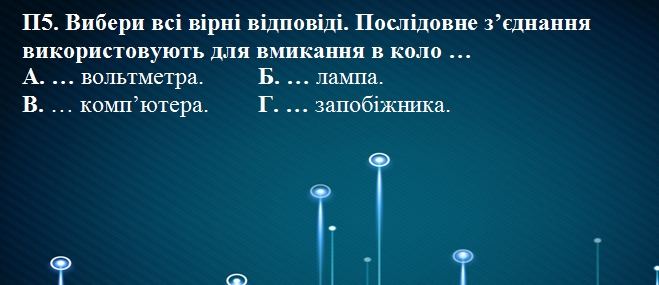 П5. Вибери всі вірні відповіді. Послідовне з’єднання
використовують для вмикання в коло …
А. … вольтметра. Б. … лампа.
В. … комп’ютера. Г. … запобіжника.